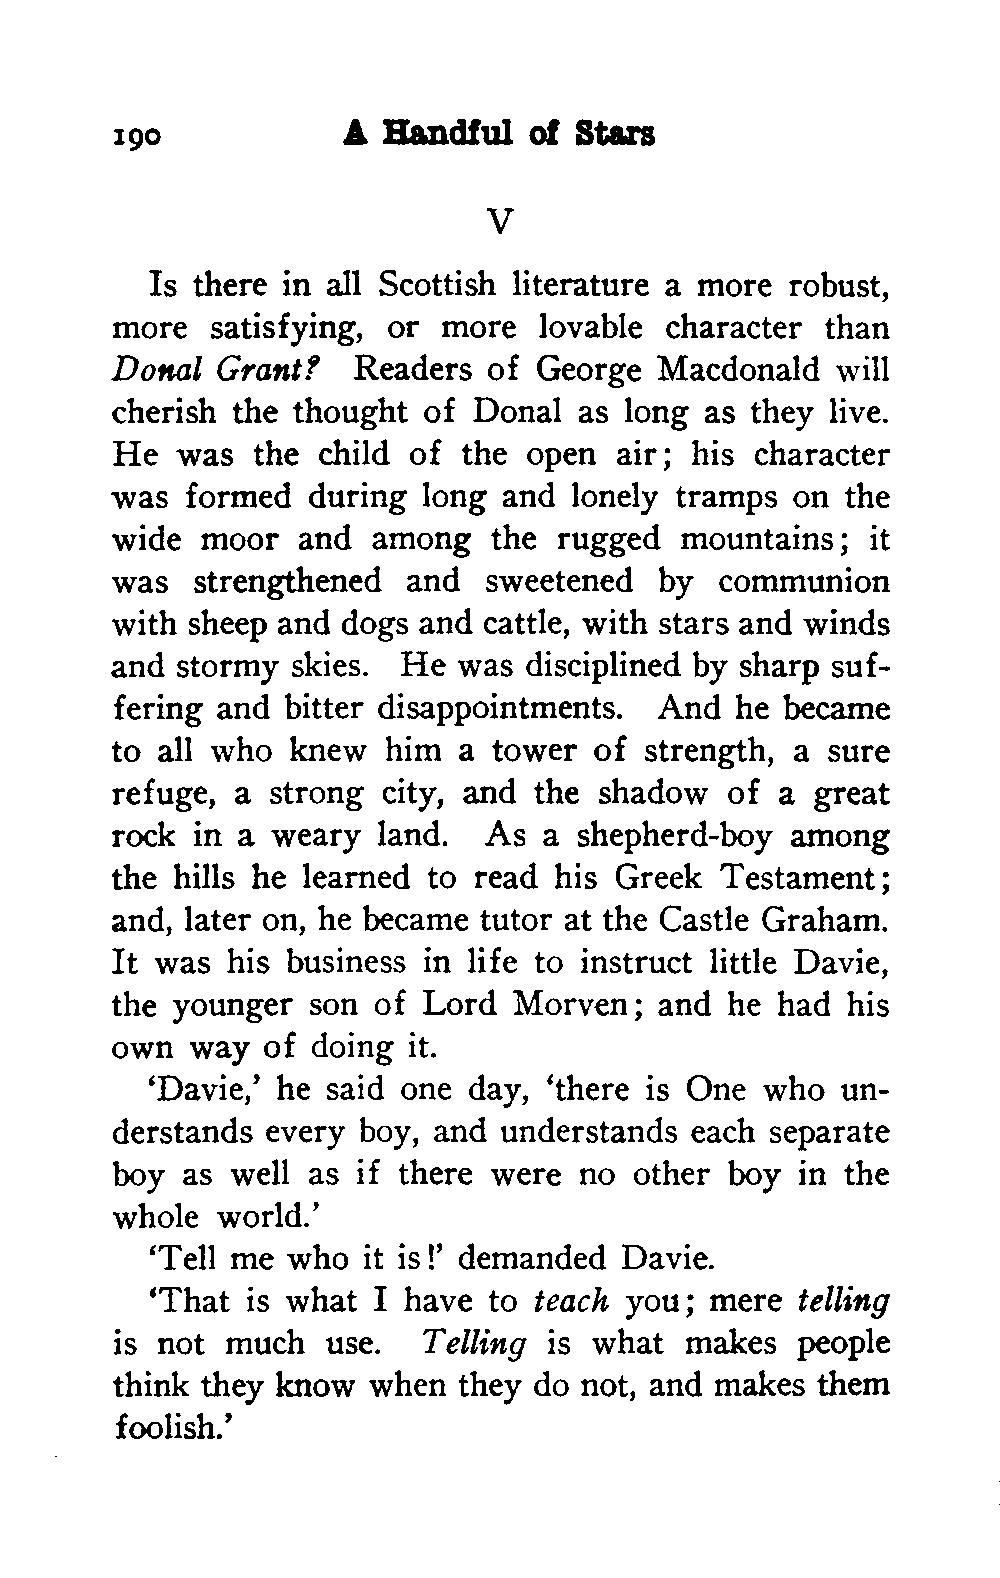 190 A Handful of Stars
V
Is there in all Scottish literature a more robust,
more satisfying, or more lovable character than
Donal Grant? Readers of George Macdonald will
cherish the thought of Donal as long as they live.
He was the child of the open air; his character
was formed during long and lonely tramps on the
wide moor and among the rugged mountains; it
was strengthened and sweetened by communion
with sheep and dogs and cattle, with stars and winds
and stormy skies. He was disciplined by sharp suf-
fering and bitter disappointments. And he became
to all who knew him a tower of strength, a sure
refuge, a strong city, and the shadow of a great
rock in a weary land. As a shepherd-boy among
the hills he learned to read his Greek Testament;
and, later on, he became tutor at the Castle Graham.
It was his business in life to instruct little Davie,
the younger son of Lord Morven; and he had his
own way of doing it.
‘Davie,’ he said one day, ‘there is One who un-
derstands every boy, and understands each separate
boy as well as if there were no other boy in the
whole world.’
‘Tell me who it is!’ demanded Davie.
‘That is what I have to teach you; mere telling
is not much use. Telling is what makes people
think they know when they do not, and makes them
foolish.’